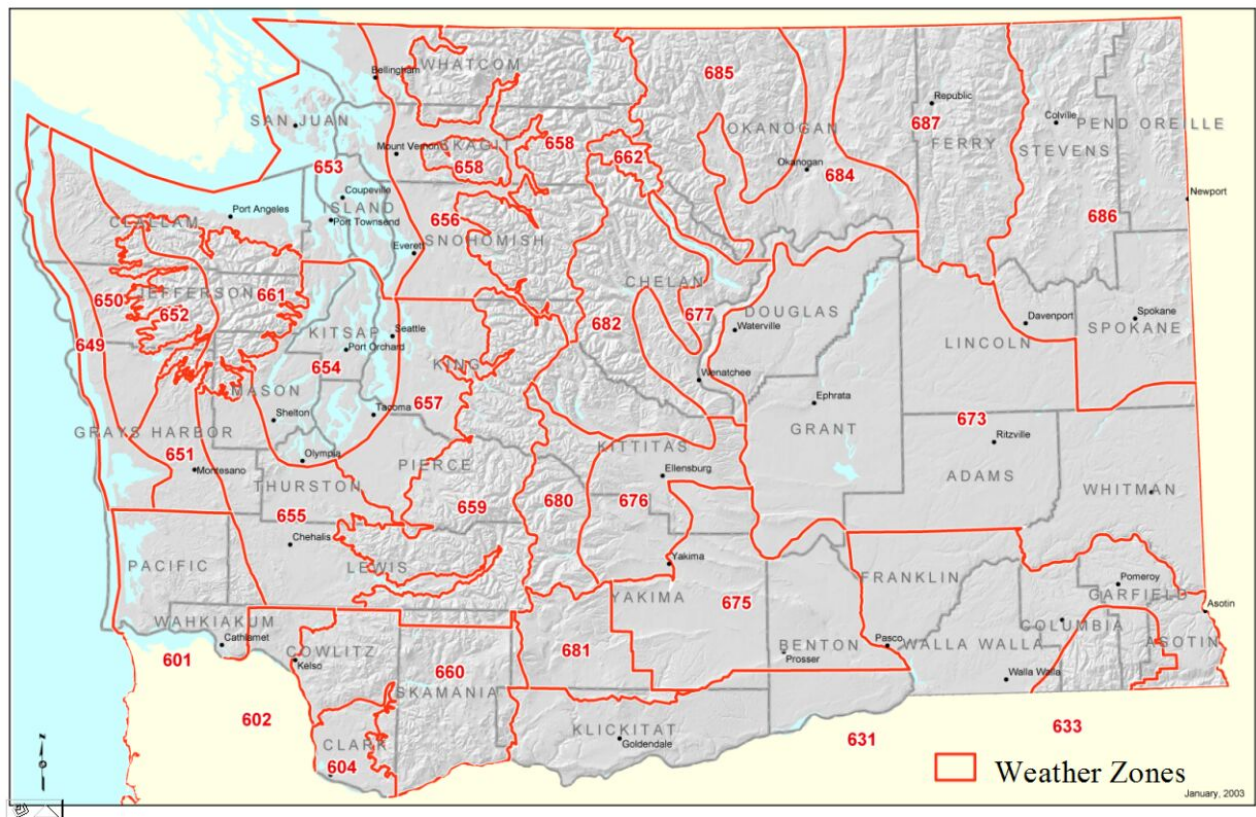 685
WHATCOM
Bellingham
Republic
687
FERRY
Colville
PEND OREILLE
STEVENS
SAN JUAN
OKANOGAN
Mount Vernon
SKAGIT
658
658
662
653
Okanogan
684
Coupeville
ISLAND
Port Townsend
Newport
Port Angeles
CLALLAM
656
SNOHOMISH
Everett
686
650
JEFFERSON
661
652
CHELAN
682
677
DOUGLAS
Waterville
Davenport
LINCOLN
Spokane
SPOKANE
649
KITSAP
Seattle
Port Orchard
654
KING
Wenatchee
MASON
657
Tacoma
Shelton
Ephrata
GRANT
673
Ritzville
ADAMS
GRAYS HARBOR
651
Montesano
Olympia
THURSTON
PIERCE
KITTITAS
Ellensburg
WHITMAN
655
659
680
676
Chehalis
LEWIS
PACIFIC
Yakima
YAKIMA
675
FRANKLIN
Pomeroy
GARFIELD
Asotin
ASOTIN
COLUMBIA
WAHKIAKUM
Cathlamet
601
COWLITZ
Kelso
681
BENTON
Prosser
Pasco
WALLA WALLA
Walla Walla
660
SKAMANIA
602
CLARK
604
KLICKITAT
Goldendale
631
633
N
Weather Zones
January, 2003